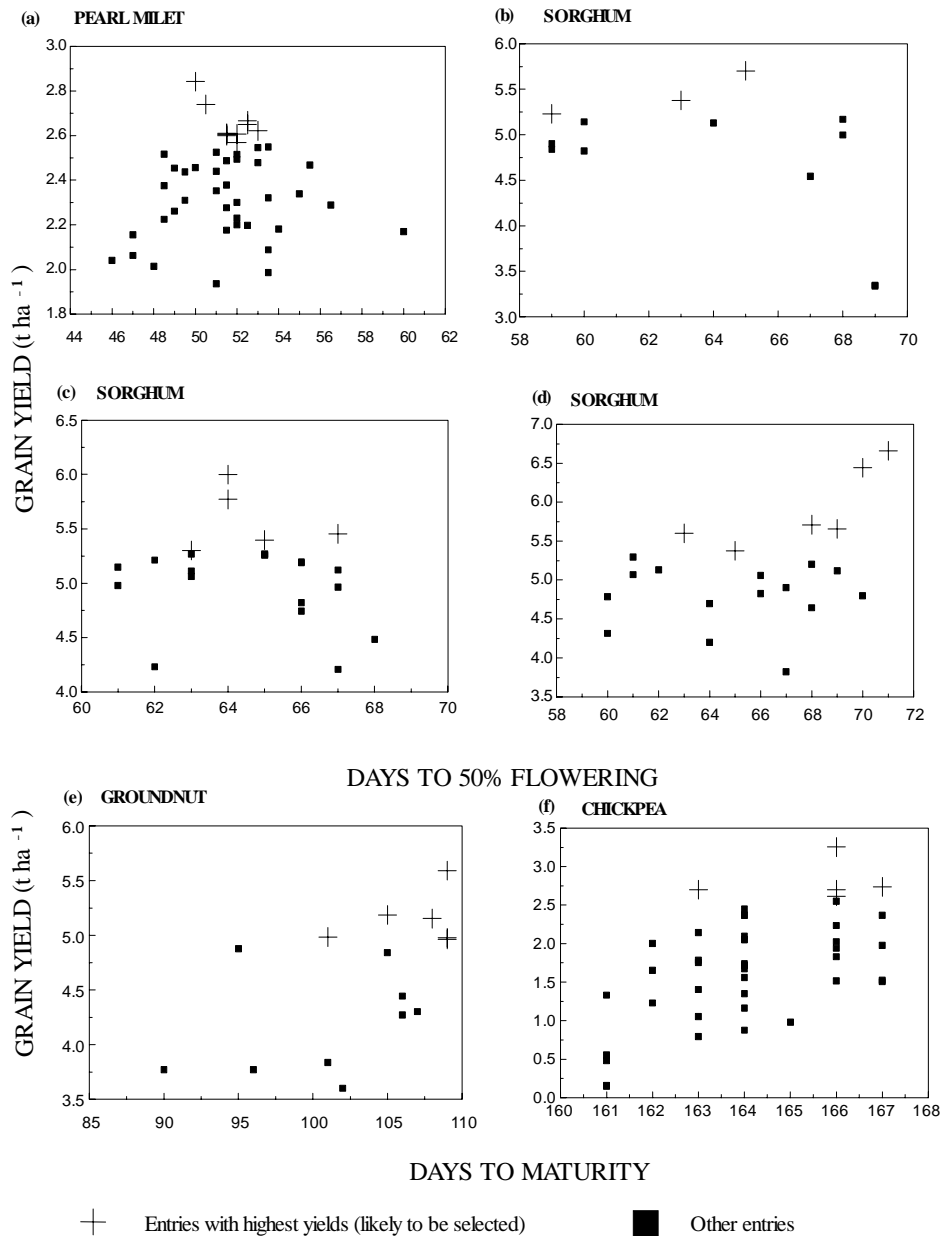 (a) PEARL MILET
3.0
2.8
2.6
2.4
2.2
2.0
1.8
44 46 48 50 52 54 56 58 60 62
(b) SORGHUM
6.0
5.5
5.0
4.5
4.0
3.5
3.0
58 60 62 64 66 68 70
GRAIN YIELD (t ha -1 )
(c) SORGHUM
6.5
6.0
5.5
5.0
4.5
4.0
60 62 64 66 68 70
(d) SORGHUM
7.0
6.5
6.0
5.5
5.0
4.5
4.0
3.5
58 60 62 64 66 68 70 72
DAYS TO 50% FLOWERING
GRAIN YIELD (t ha -1 )
(e) GROUNDNUT
6.0
5.5
5.0
4.5
4.0
3.5
85 90 95 100 105 110
(f) CHICKPEA
3.5
3.0
2.5
2.0
1.5
1.0
0.5
0.0
160 161 162 163 164 165 166 167 168
DAYS TO MATURITY
Entries with highest yields (likely to be selected)
Other entries